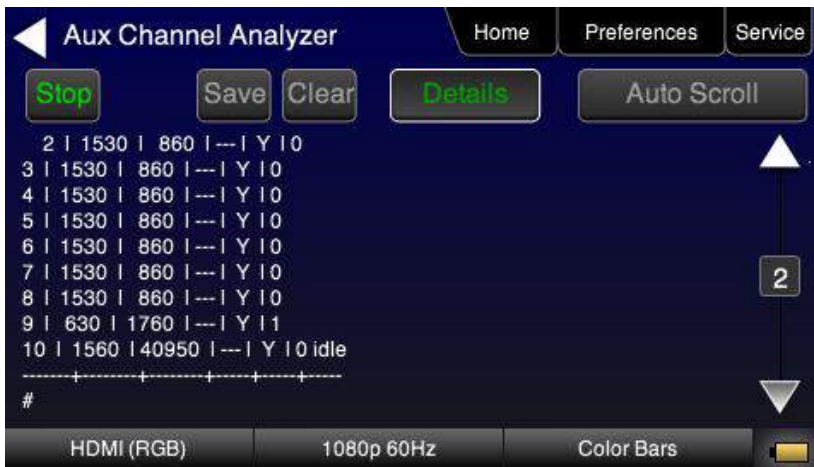 Aux Channel Analyzer Home Preferences Service
Stop Save Clear Details Auto Scroll
2 | 1530 | 860 |---| Y |0
3 | 1530 | 860 |---| Y |0
4 | 1530 | 860 |---| Y |0
5 | 1530 | 860 |---| Y |0
6 | 1530 | 860 |---| Y |0
7 | 1530 | 860 |---| Y |0
8 | 1530 | 860 |---| Y |0
9 | 630 | 1760 |---| Y |1
10 | 1560 |40950 |---| Y |0 idle
-------+--------+--------+-----+-----+-----
#
2
HDMI (RGB) 1080p 60Hz Color Bars